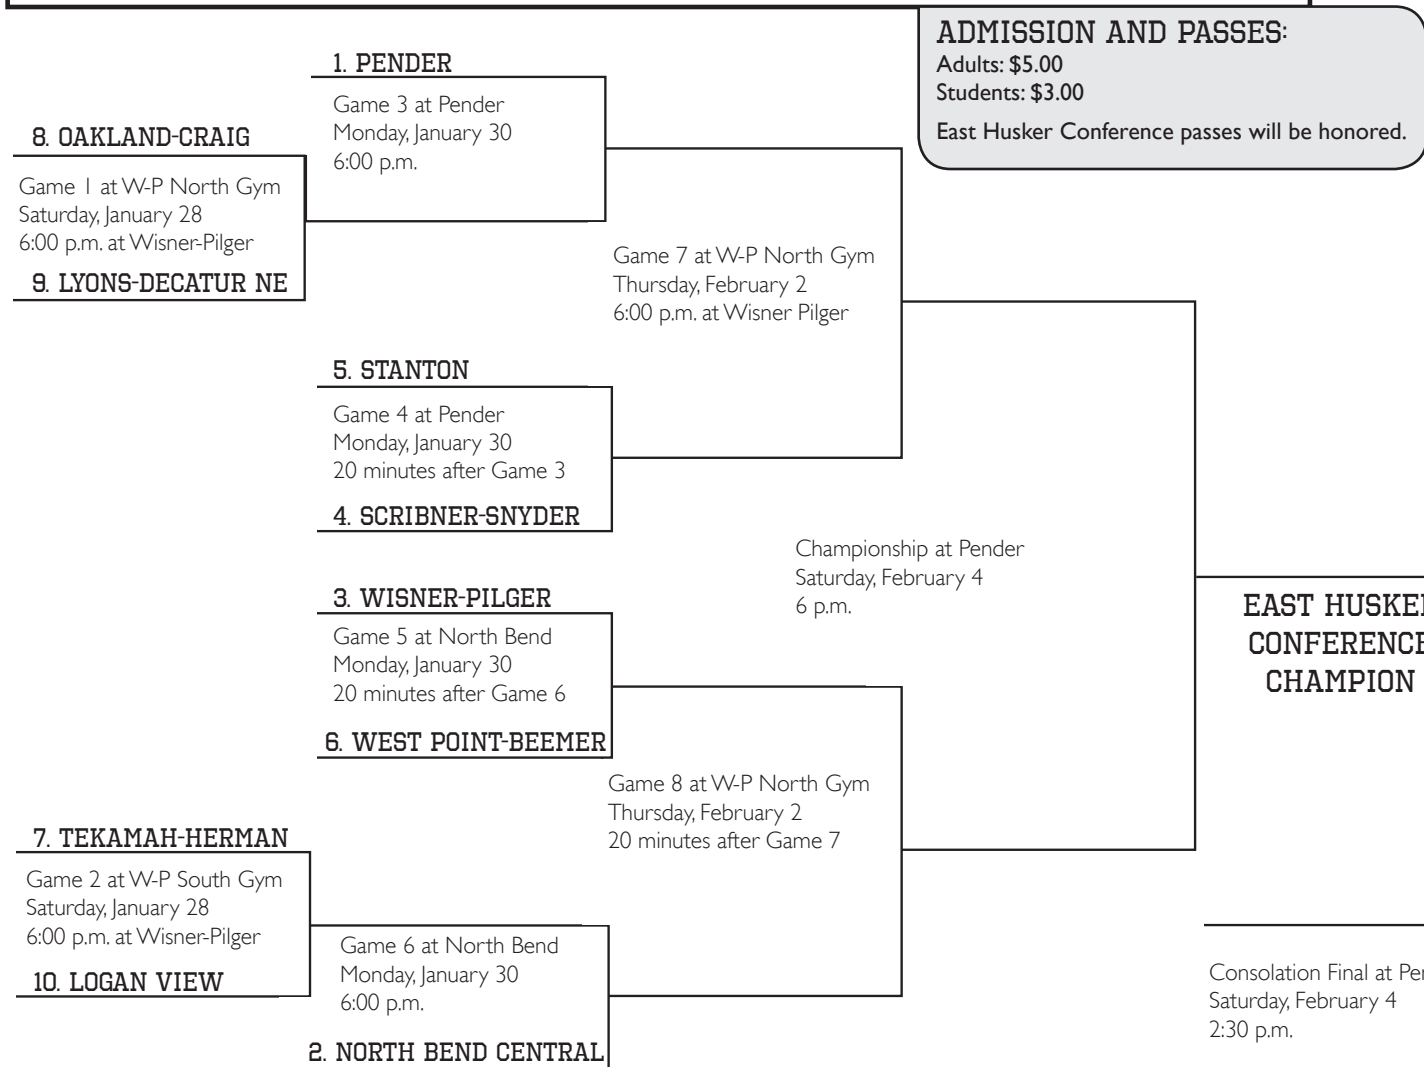 ADMISSION AND PASSES:
Adults: $5.00
Students: $3.00
East Husker Conference passes will be honored.
1. PENDER
Game 3 at Pender
Monday, January 30
6:00 p.m.
8. OAKLAND-CRAIG
Game 1 at W-P North Gym
Saturday, January 28
6:00 p.m. at Wisner-Pilger
9. LYONS-DECATUR NE
Game 7 at W-P North Gym
Thursday, February 2
6:00 p.m. at Wisner Pilger
5. STANTON
Game 4 at Pender
Monday, January 30
20 minutes after Game 3
4. SCRIBNER-SNYDER
Championship at Pender
Saturday, February 4
6 p.m.
3. WISNER-PILGER
Game 5 at North Bend
Monday, January 30
20 minutes after Game 6
6. WEST POINT-BEEMER
EAST HUSKER
CONFERENCE
CHAMPION
Game 8 at W-P North Gym
Thursday, February 2
20 minutes after Game 7
7. TEKAMAH-HERMAN
Game 2 at W-P South Gym
Saturday, January 28
6:00 p.m. at Wisner-Pilger
10. LOGAN VIEW
Game 6 at North Bend
Monday, January 30
6:00 p.m.
2. NORTH BEND CENTRAL
Consolation Final at
Saturday, February 4
2:30 p.m.